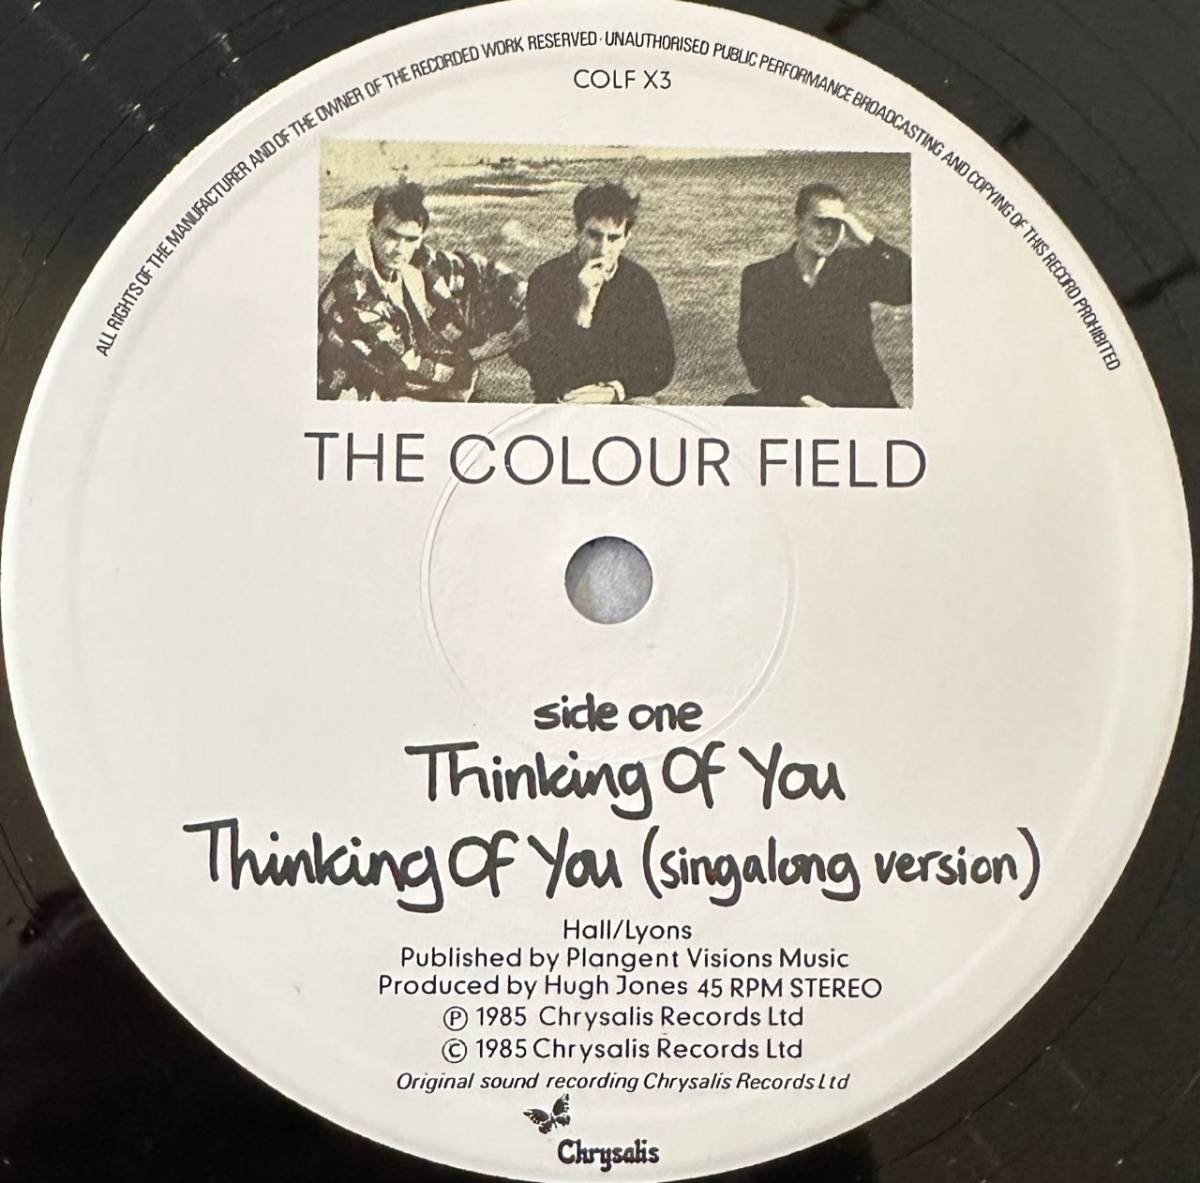 ALL RIGHTS OF THE MANUFACTURER AND OF THE OWNER OF THE RECORDED WORK RESERVED · UNAUTHORISED PUBLIC PERFORMANCE BROADCASTING AND COPYING OF THIS RECORD PROHIBITED
COLF X3
THE COLOUR FIELD
side one
Thinking Of You
Thinking Of You (singalong version)
Hall/Lyons
Published by Plangent Visions Music
Produced by Hugh Jones 45 RPM STEREO
Ⓟ 1985 Chrysalis Records Ltd
© 1985 Chrysalis Records Ltd
Original sound recording Chrysalis Records Ltd
Chrysalis